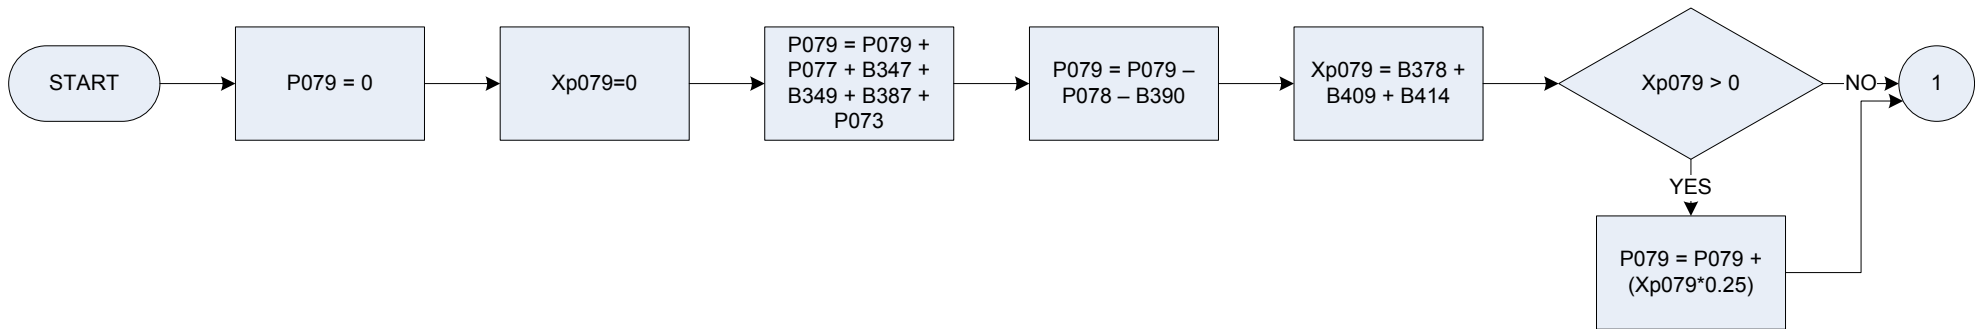 START
P079 = 0
Xp079=0
P079 = P079 +
P077 + B347 +
B349 + B387 +
P073
P079 = P079 –
P078 – B390
Xp079 = B378 +
B409 + B414
Xp079 > 0
NO
1
YES
P079 = P079 +
(Xp079*0.25)